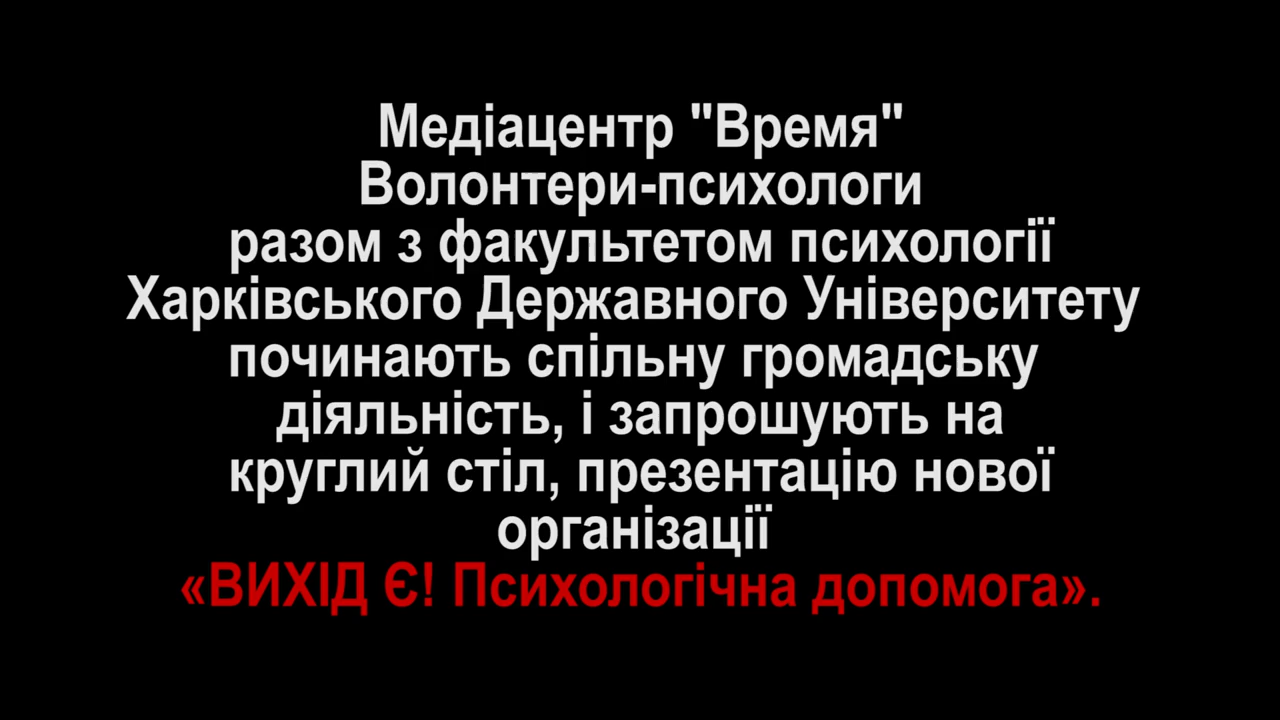 Медіацентр "Время"
Волонтери-психологи
разом з факультетом психології
Харківського Державного Університету
починають спільну громадську
діяльність, і запрошують на
круглий стіл, презентацію нової
організації
«ВИХІД Є! Психологічна допомога».